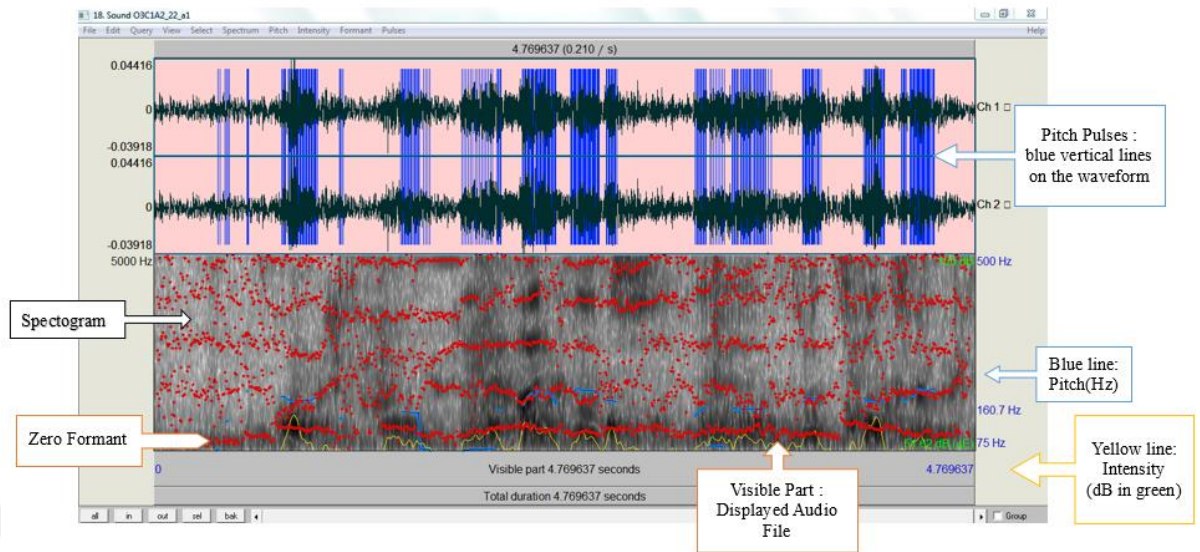 18. Sound O3C1A2_22_a1
File Edit Query View Select Spectrum Pitch Intensity Formant Pulses Help
4.769637 (0.210 / s)
0.04416
0
-0.03918
0.04416
0
-0.03918
Ch 1
Ch 2
Pitch Pulses :
blue vertical lines
on the waveform
5000 Hz
500 Hz
Spectogram
Blue line:
Pitch(Hz)
160.7 Hz
Zero Formant
75 Hz
0
Visible part 4.769637 seconds
4.769637
Total duration 4.769637 seconds
Yellow line:
Intensity
(dB in green)
Visible Part :
Displayed Audio
File
all in out sel bak
Group